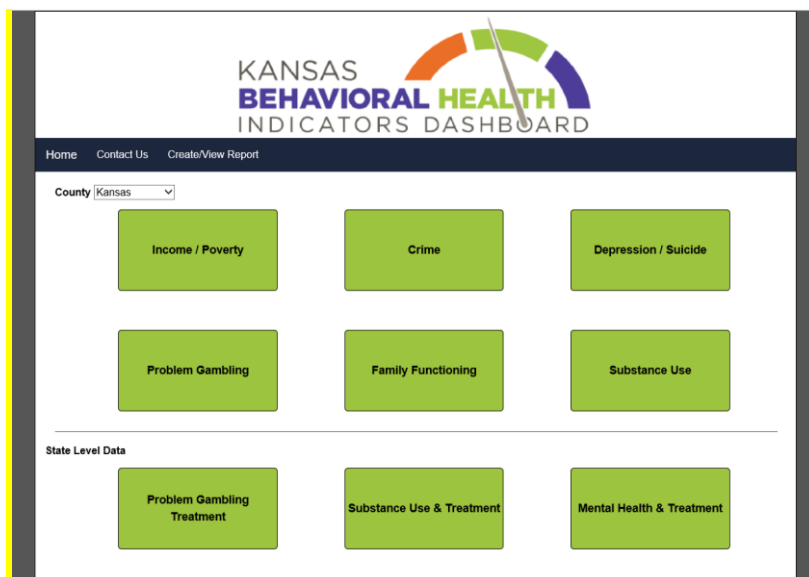 KANSAS
BEHAVIORAL HEALTH
INDICATORS DASHBOARD
Home Contact Us Create/View Report
County Kansas
Income / Poverty
Crime
Depression / Suicide
Problem Gambling
Family Functioning
Substance Use
State Level Data
Problem Gambling
Treatment
Substance Use & Treatment
Mental Health & Treatment